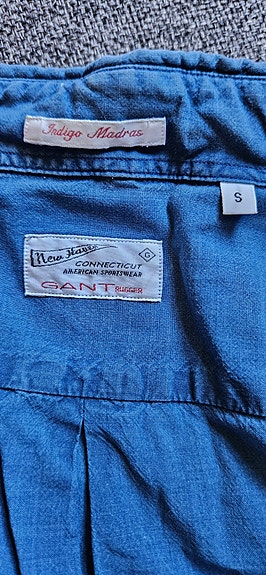 Indigo Madras
S
New Haven
G
CONNECTICUT
AMERICAN SPORTSWEAR
GANT RUGGER